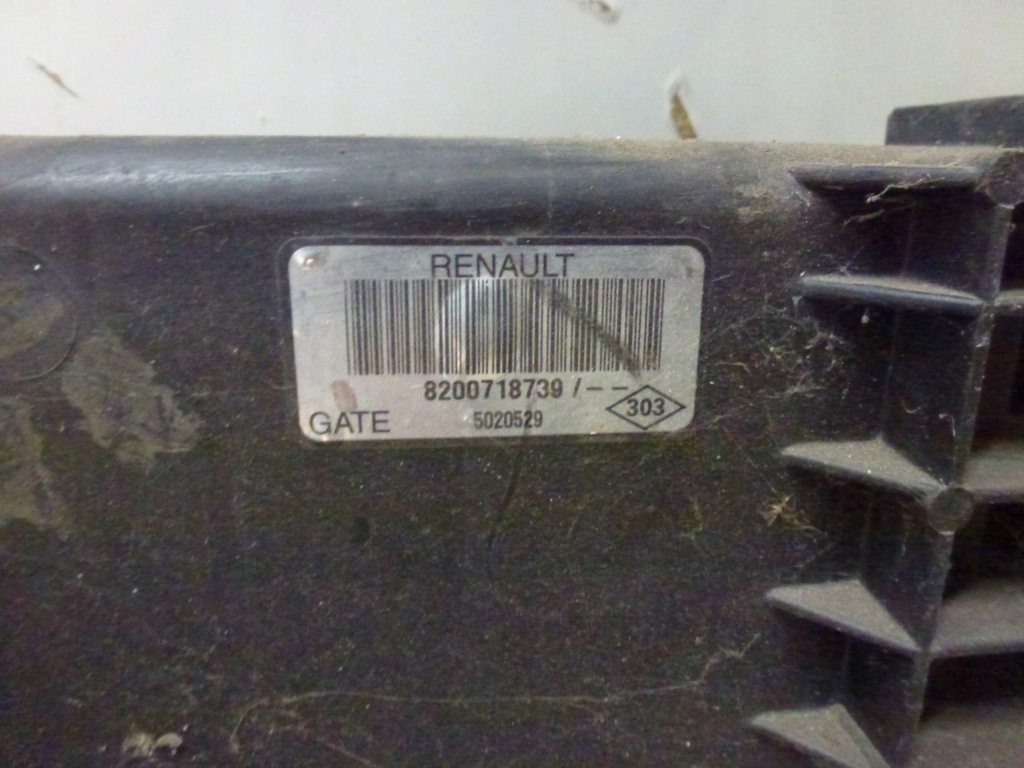 RENAULT
8200718739 / - -
303
GATE
5020529